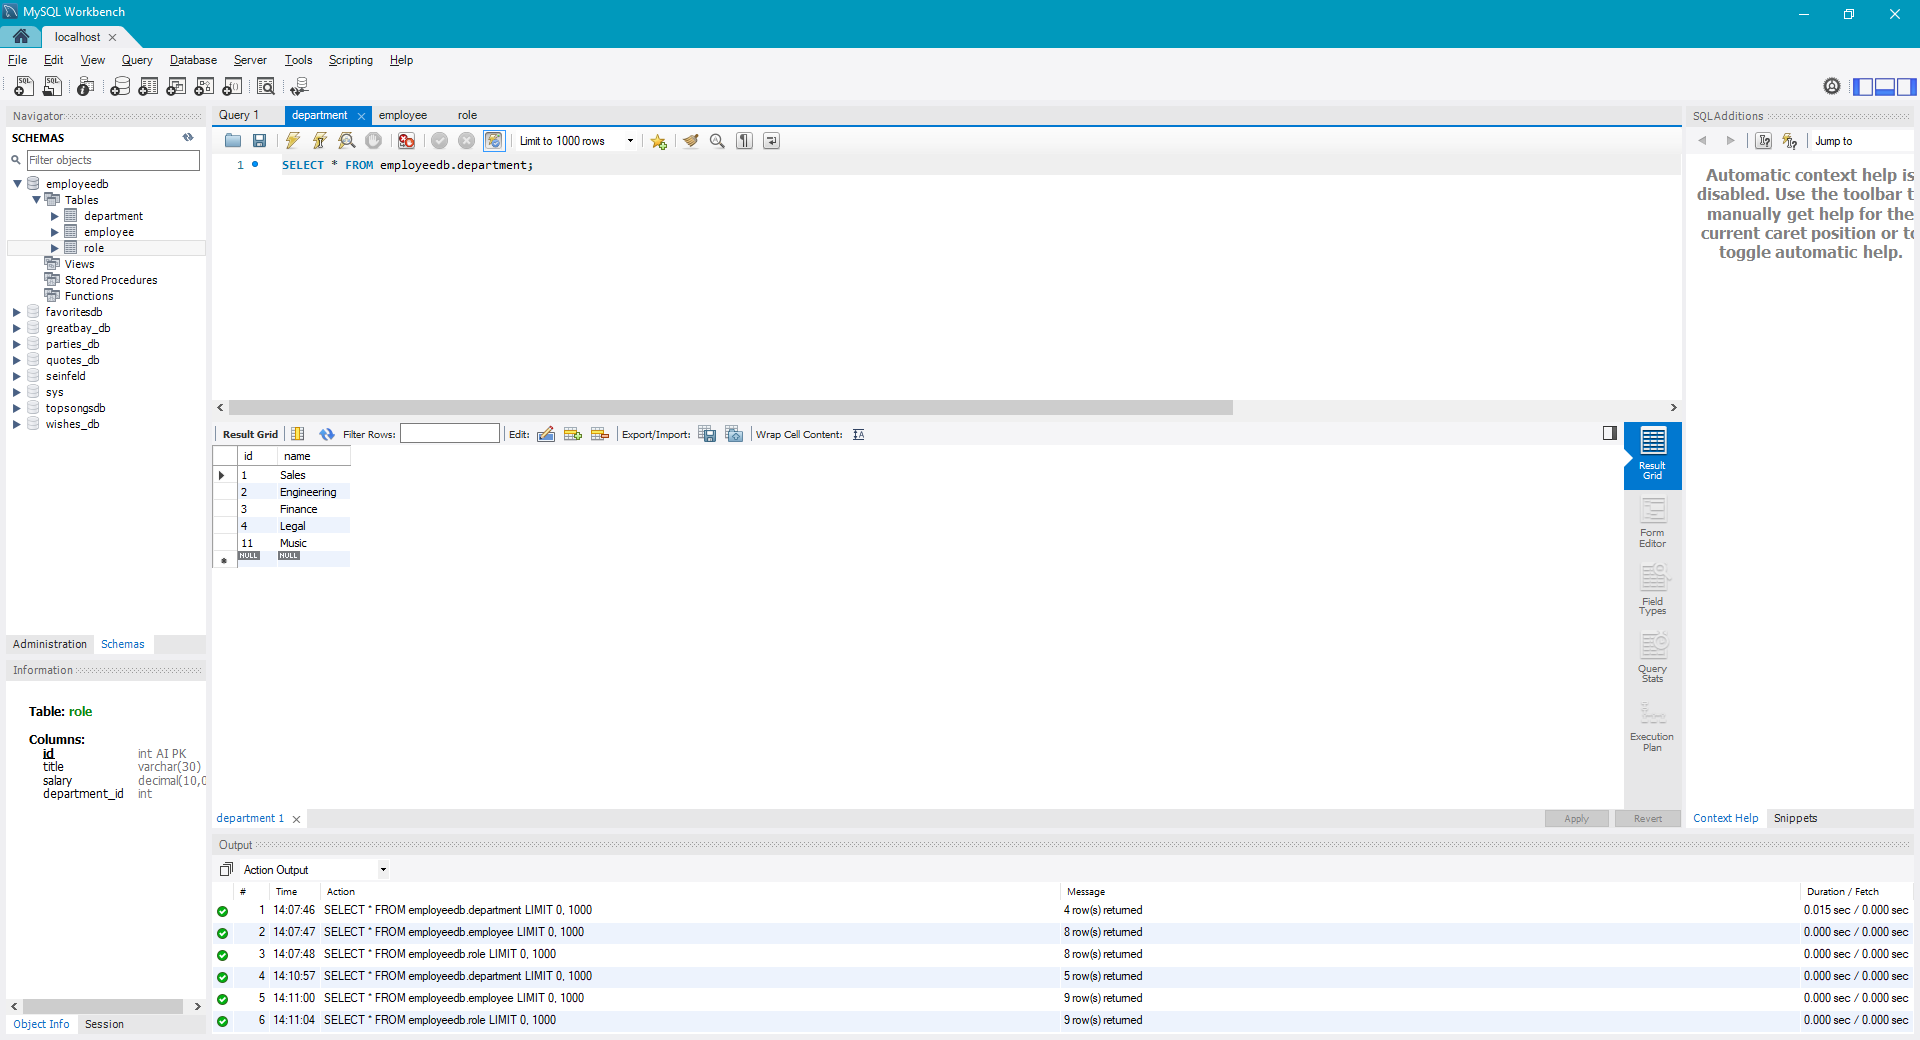 MySQL Workbench
localhost
File Edit View Query Database Server Tools Scripting Help
Navigator
SCHEMAS
Filter objects
employeedb
Tables
department
employee
role
Views
Stored Procedures
Functions
favoritesdb
greatbay_db
parties_db
quotes_db
seinfeld
sys
topsongsdb
wishes_db
Administration Schemas
Information
Table: role
Columns:
id int AI PK
title varchar(30)
salary decimal(10,0
department_id int
Object Info Session
Query 1 department employee role
Limit to 1000 rows
1 SELECT * FROM employeedb.department;
Result Grid Filter Rows: Edit: Export/Import: Wrap Cell Content:
id name
1 Sales
2 Engineering
3 Finance
4 Legal
11 Music
NULL NULL
Result
Grid
Form
Editor
Field
Types
Query
Stats
Execution
Plan
department 1
Apply Revert
SQLAdditions
Jump to
Automatic context help is
disabled. Use the toolbar t
manually get help for the
current caret position or to
toggle automatic help.
Context Help Snippets
Output
Action Output
# Time Action Message Duration / Fetch
1 14:07:46 SELECT * FROM employeedb.department LIMIT 0, 1000 4 row(s) returned 0.015 sec / 0.000 sec
2 14:07:47 SELECT * FROM employeedb.employee LIMIT 0, 1000 8 row(s) returned 0.000 sec / 0.000 sec
3 14:07:48 SELECT * FROM employeedb.role LIMIT 0, 1000 8 row(s) returned 0.000 sec / 0.000 sec
4 14:10:57 SELECT * FROM employeedb.department LIMIT 0, 1000 5 row(s) returned 0.000 sec / 0.000 sec
5 14:11:00 SELECT * FROM employeedb.employee LIMIT 0, 1000 9 row(s) returned 0.000 sec / 0.000 sec
6 14:11:04 SELECT * FROM employeedb.role LIMIT 0, 1000 9 row(s) returned 0.000 sec / 0.000 sec